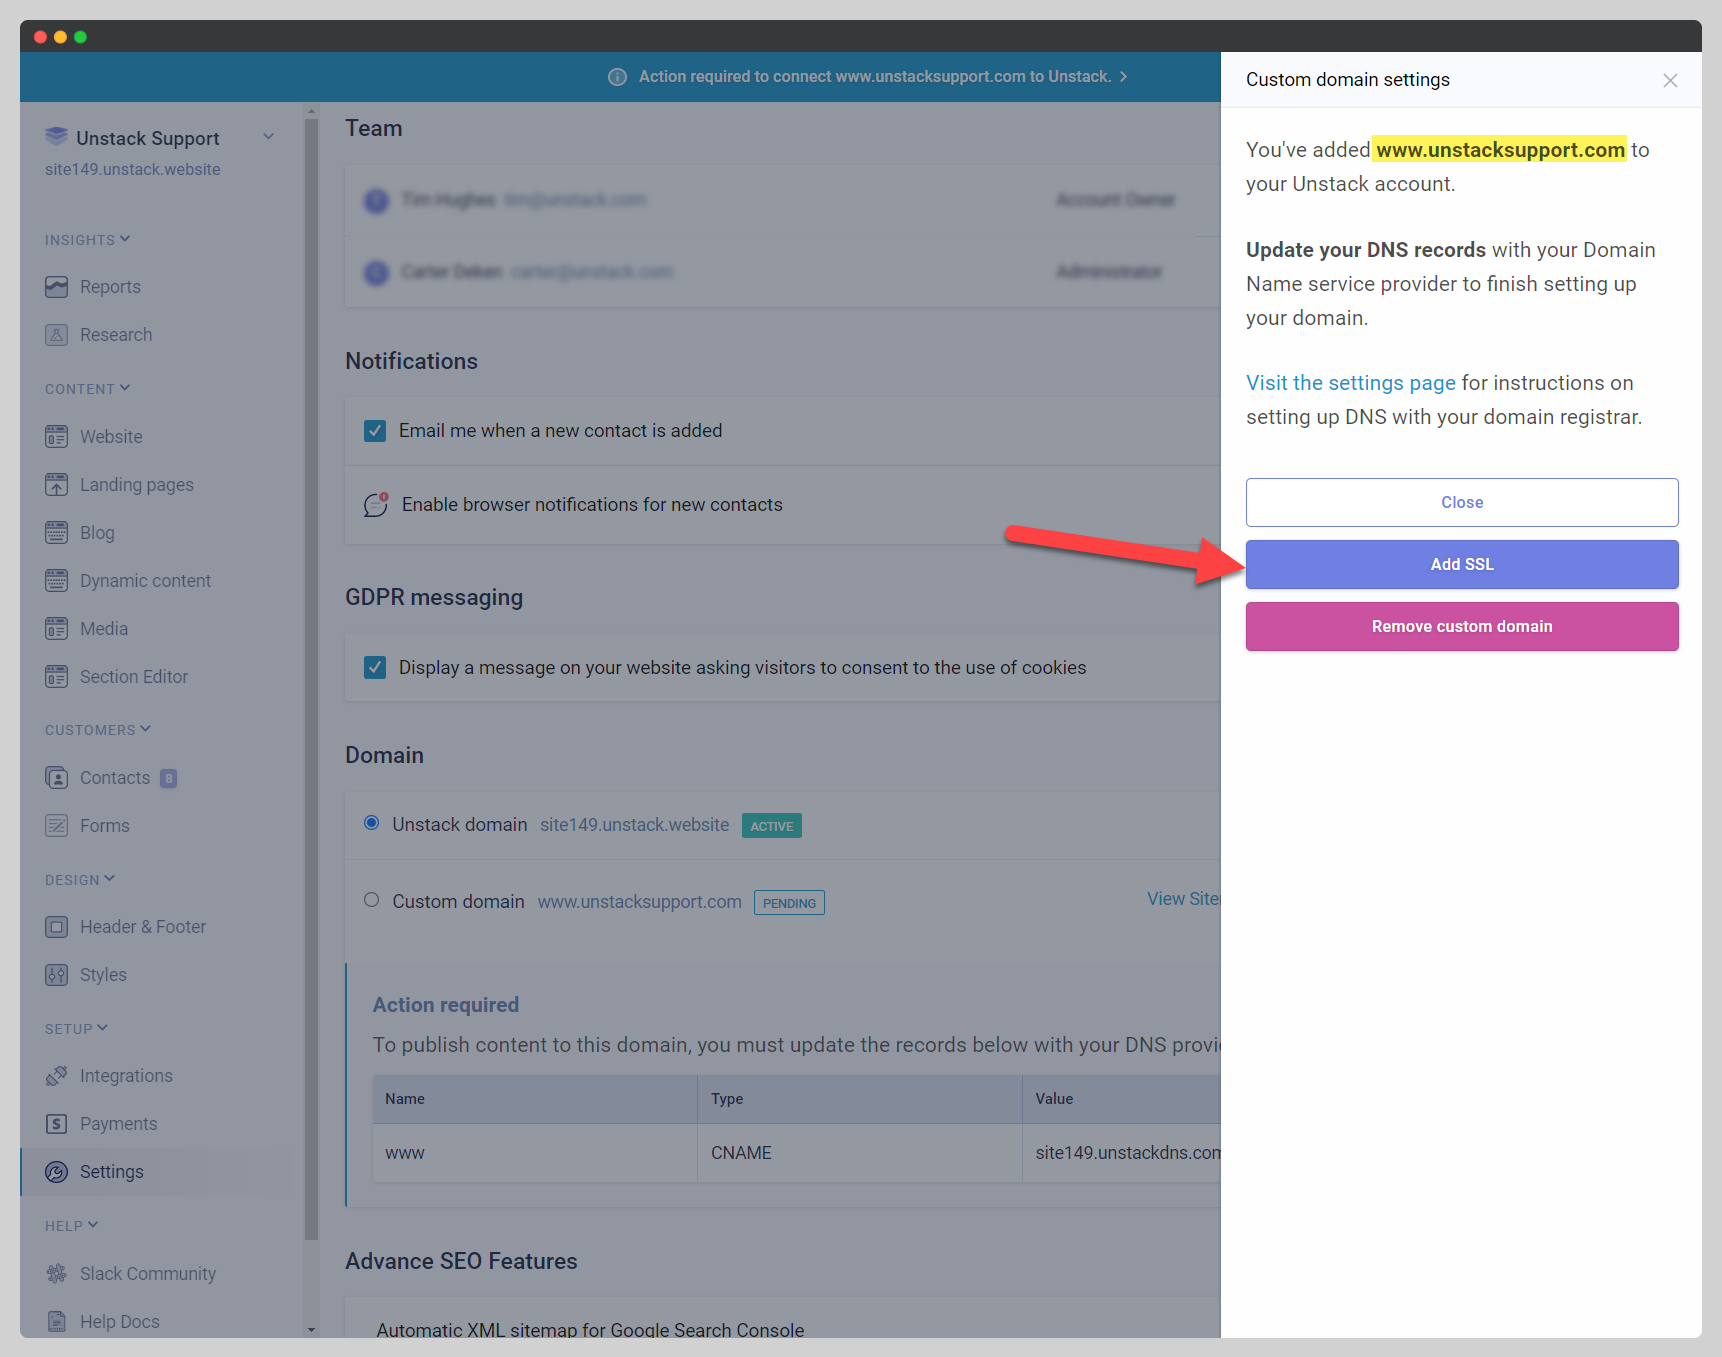 Action required to connect www.unstacksupport.com to Unstack.
Unstack Support
site149.unstack.website
INSIGHTS
Reports
Research
CONTENT
Website
Landing pages
Blog
Dynamic content
Media
Section Editor
CUSTOMERS
Contacts 8
Forms
DESIGN
Header & Footer
Styles
SETUP
Integrations
Payments
Settings
HELP
Slack Community
Help Docs
Team
Tim Hughes tim@unstack.com Account Owner
Carter Deken carter@unstack.com Administrator
Notifications
Email me when a new contact is added
Enable browser notifications for new contacts
GDPR messaging
Display a message on your website asking visitors to consent to the use of cookies
Domain
Unstack domain site149.unstack.website ACTIVE
Custom domain www.unstacksupport.com PENDING View Site
Action required
To publish content to this domain, you must update the records below with your DNS provi
Name Type Value
www CNAME site149.unstackdns.com
Advance SEO Features
Automatic XML sitemap for Google Search Console
Custom domain settings
You've added www.unstacksupport.com to
your Unstack account.
Update your DNS records with your Domain
Name service provider to finish setting up
your domain.
Visit the settings page for instructions on
setting up DNS with your domain registrar.
Close
Add SSL
Remove custom domain